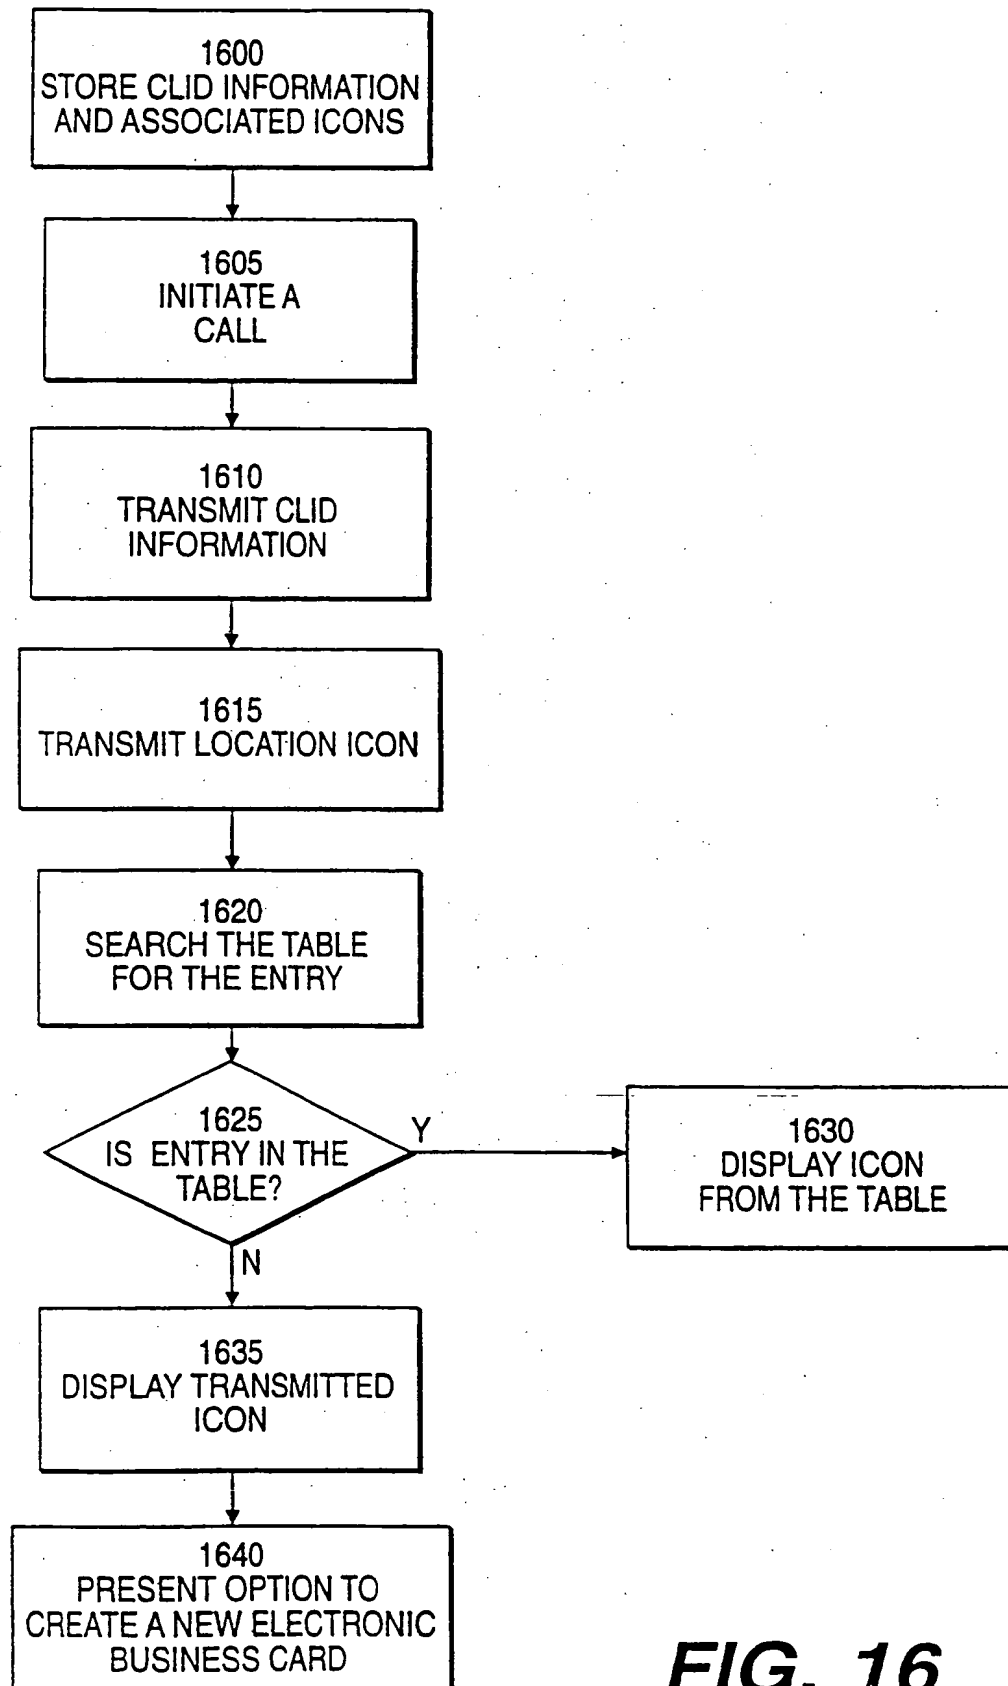 1600
STORE CLID INFORMATION
AND ASSOCIATED ICONS
1605
INITIATE A
CALL
1610
TRANSMIT CLID
INFORMATION
1615
TRANSMIT LOCATION ICON
1620
SEARCH THE TABLE
FOR THE ENTRY
1625
IS ENTRY IN THE
TABLE?
Y
1630
DISPLAY ICON
FROM THE TABLE
N
1635
DISPLAY TRANSMITTED
ICON
1640
PRESENT OPTION TO
CREATE A NEW ELECTRONIC
BUSINESS CARD
FIG. 16